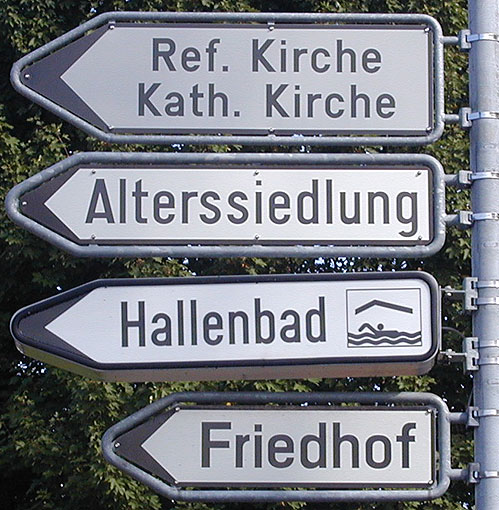 Ref. Kirche
Kath. Kirche
Alterssiedlung
Hallenbad
Friedhof